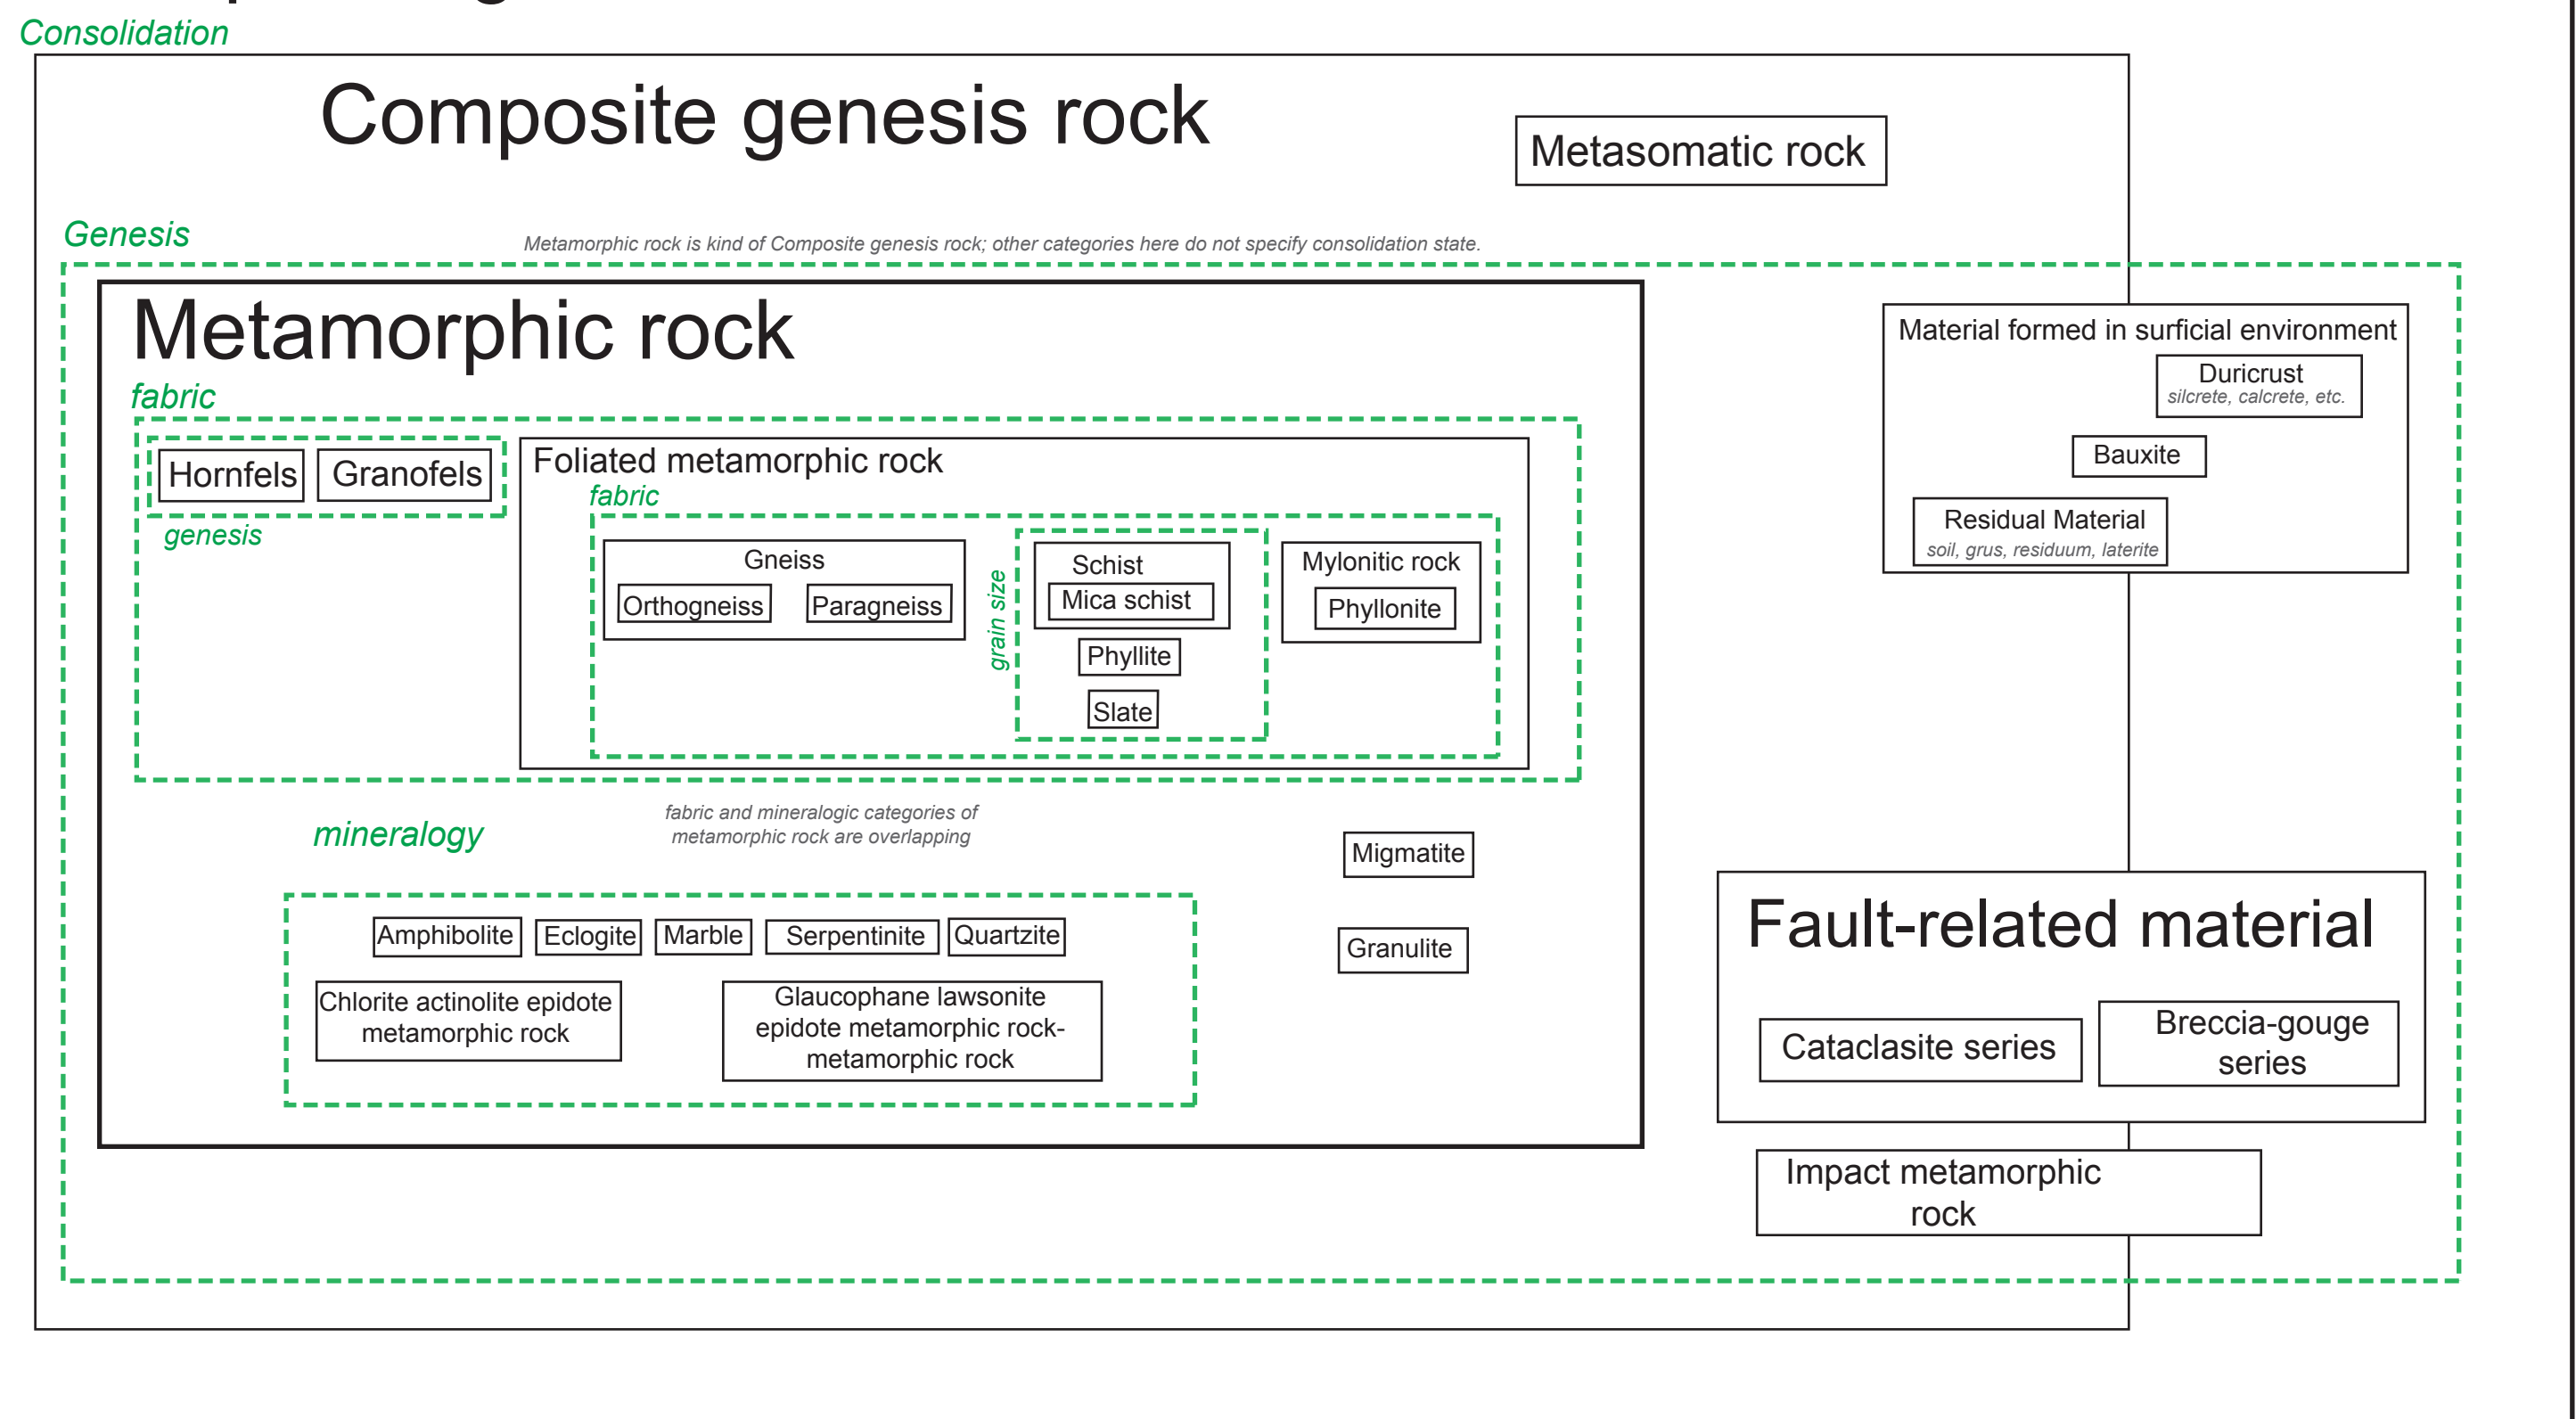 Consolidation
Composite genesis rock
Metasomatic rock
Genesis
Metamorphic rock is kind of Composite genesis rock; other categories here do not specify consolidation state.
Metamorphic rock
fabric
Hornfels
Granofels
genesis
Foliated metamorphic rock
fabric
Gneiss
Orthogneiss
Paragneiss
grain size
Schist
Mica schist
Phyllite
Slate
Mylonitic rock
Phyllonite
mineralogy
fabric and mineralogic categories of
metamorphic rock are overlapping
Amphibolite
Eclogite
Marble
Serpentinite
Quartzite
Chlorite actinolite epidote
metamorphic rock
Glaucophane lawsonite
epidote metamorphic rock-
metamorphic rock
Migmatite
Granulite
Material formed in surficial environment
Duricrust
silcrete, calcrete, etc.
Bauxite
Residual Material
soil, grus, residuum, laterite
Fault-related material
Cataclasite series
Breccia-gouge
series
Impact metamorphic
rock